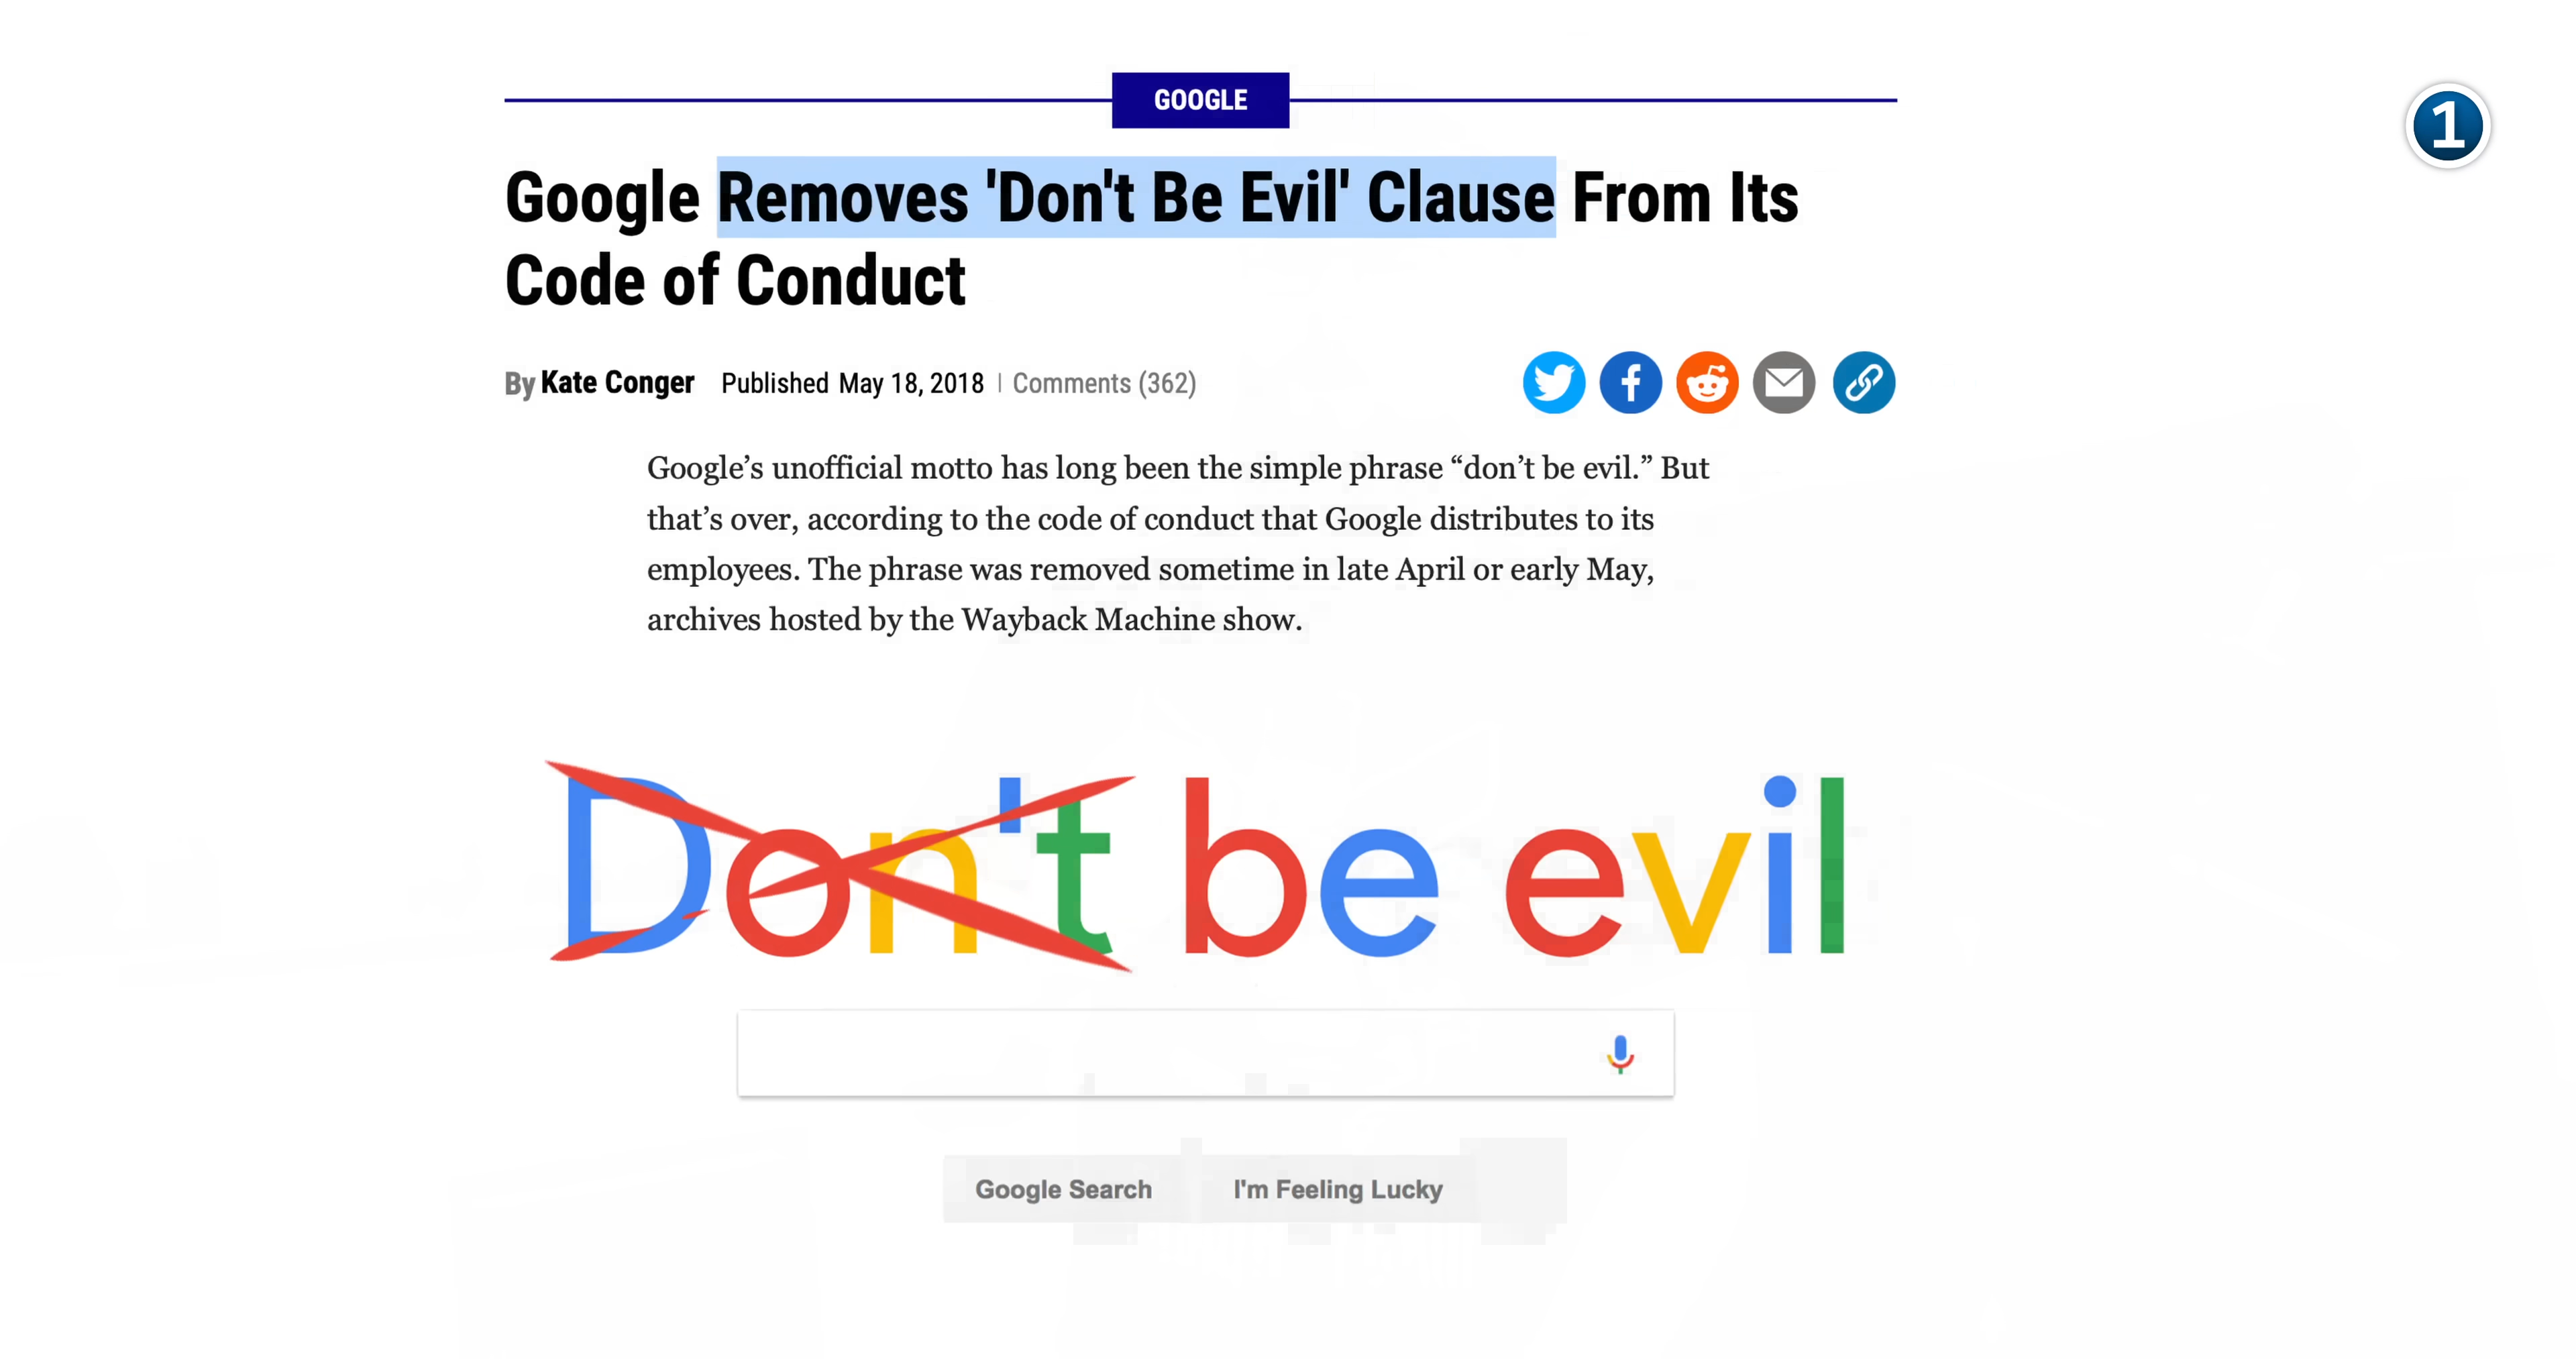 GOOGLE
1
Google Removes 'Don't Be Evil' Clause From Its
Code of Conduct
By Kate Conger Published May 18, 2018 | Comments (362)
Google’s unofficial motto has long been the simple phrase “don’t be evil.” But
that’s over, according to the code of conduct that Google distributes to its
employees. The phrase was removed sometime in late April or early May,
archives hosted by the Wayback Machine show.
Don't be evil
Google Search I'm Feeling Lucky